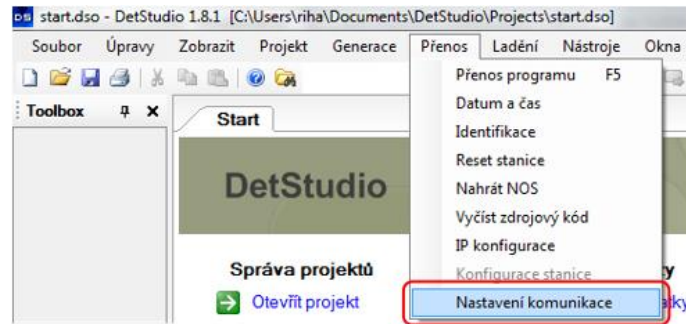 start.dso - DetStudio 1.8.1 [C:\Users\riha\Documents\DetStudio\Projects\start.dso]
Soubor Úpravy Zobrazit Projekt Generace Přenos Ladění Nástroje Okna
Toolbox
Start
DetStudio
Správa projektů
Otevřít projekt
Přenos programu F5
Datum a čas
Identifikace
Reset stanice
Nahrát NOS
Vyčíst zdrojový kód
IP konfigurace
Konfigurace stanice
Nastavení komunikace